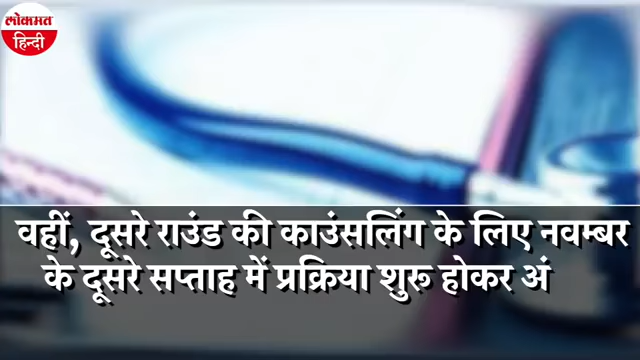 लोकमत
हिन्दी
वहीं, दूसरे राउंड की काउंसलिंग के लिए नवम्बर
के दूसरे सप्ताह में प्रक्रिया शुरू होकर अं